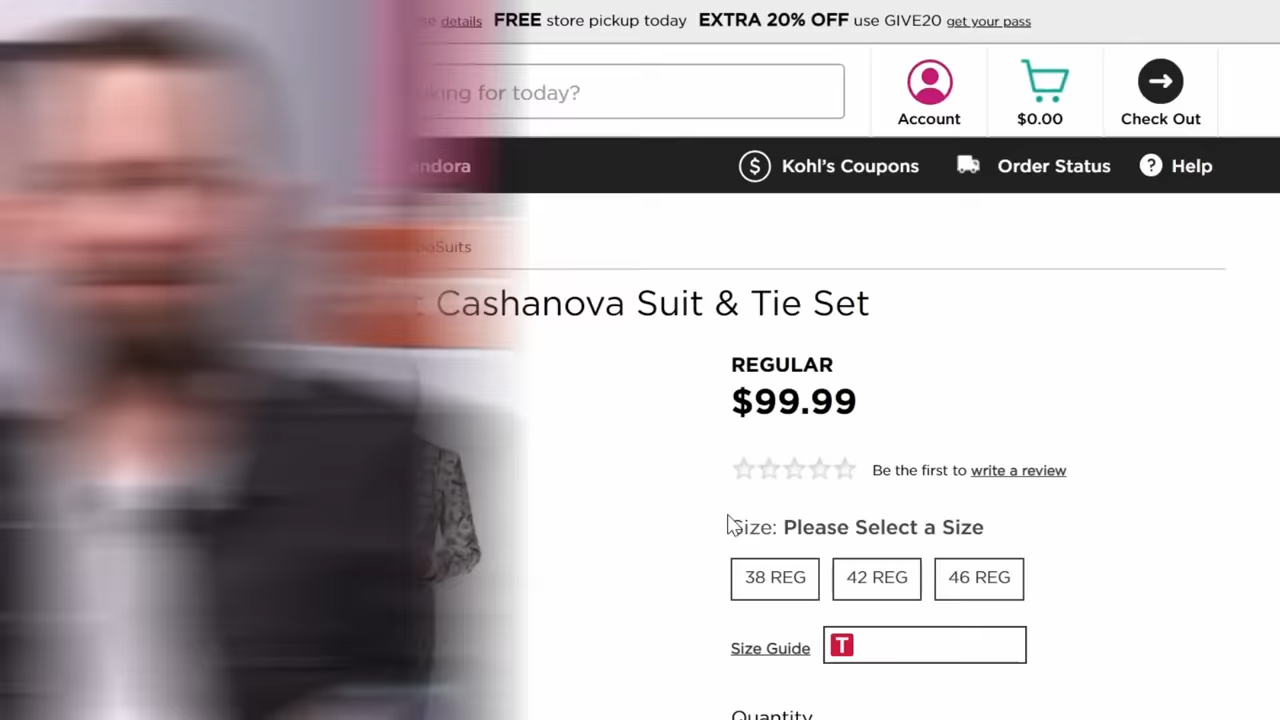 details FREE store pickup today EXTRA 20% OFF use GIVE20 get your pass
for today?
Account
$0.00
Check Out
$ Kohl's Coupons
Order Status
? Help
Cashanova Suit & Tie Set
REGULAR
$99.99
Be the first to write a review
Size: Please Select a Size
38 REG 42 REG 46 REG
Size Guide
T
Quantity